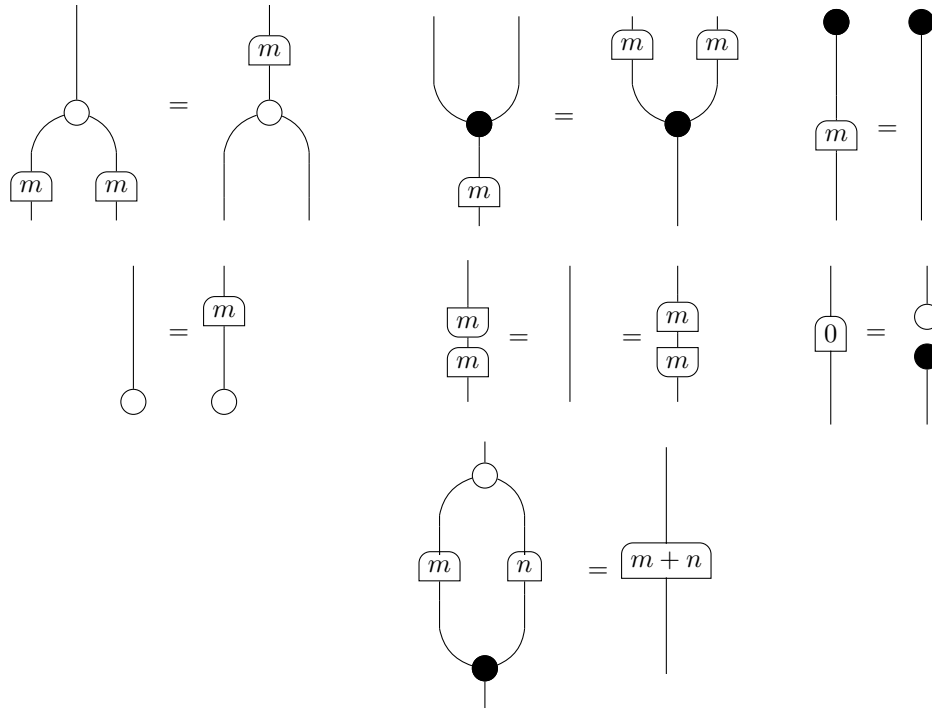 m m = m
m = m m
m =
= m
m m = = m m
0 =
m n = m + n